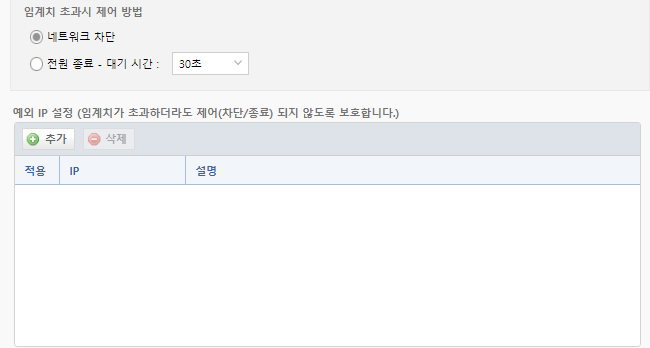 임계치 초과시 제어 방법
네트워크 차단
전원 종료 - 대기 시간 : 30초
예외 IP 설정 (임계치가 초과하더라도 제어(차단/종료) 되지 않도록 보호합니다.)
추가 삭제
적용 IP 설명